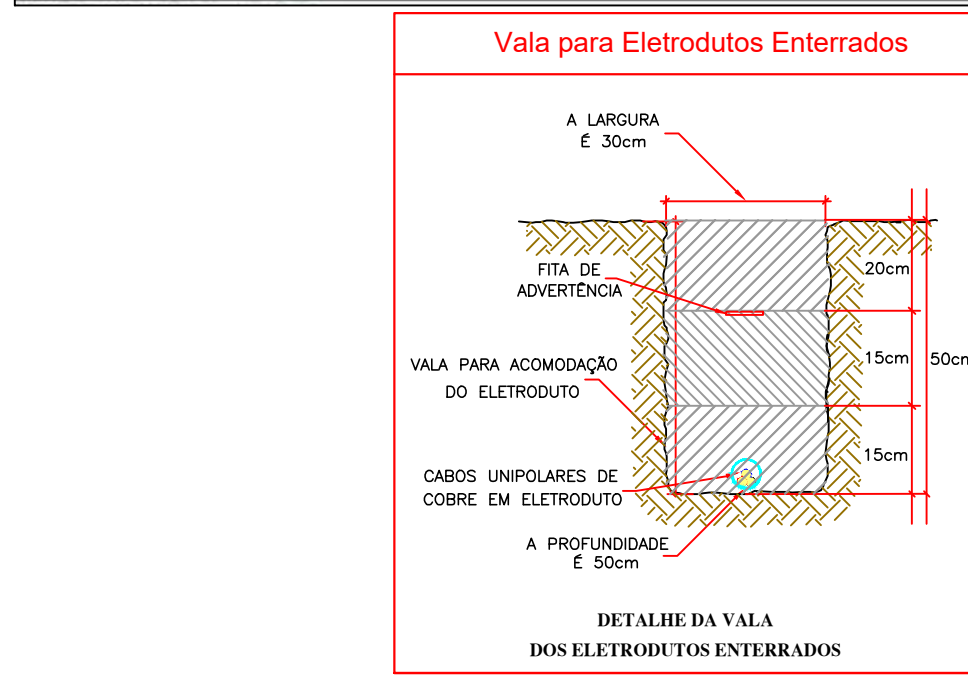 Vala para Eletrodutos Enterrados
A LARGURA
É 30cm
20cm
FITA DE
ADVERTÊNCIA
15cm
50cm
VALA PARA ACOMODAÇÃO
DO ELETRODUTO
15cm
CABOS UNIPOLARES DE
COBRE EM ELETRODUTO
A PROFUNDIDADE
É 50cm
DETALHE DA VALA
DOS ELETRODUTOS ENTERRADOS